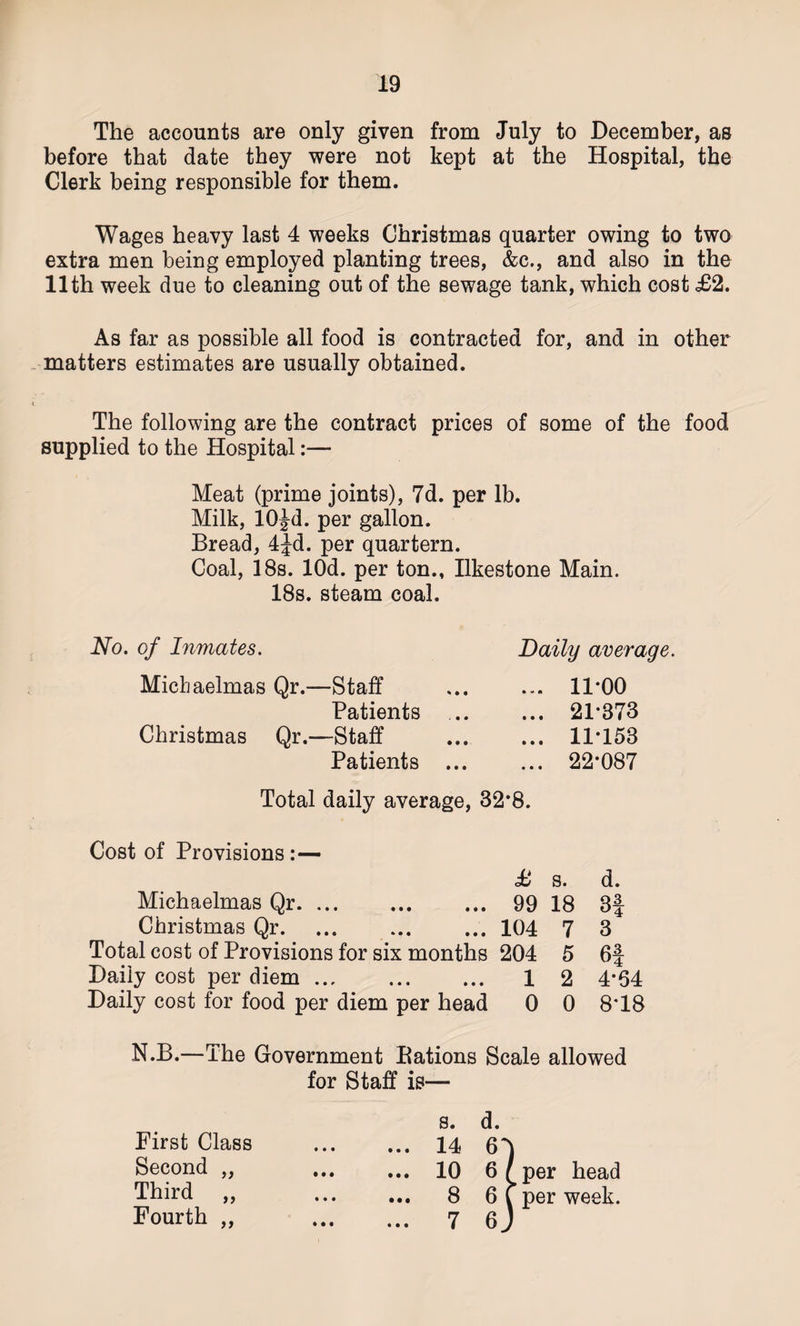 19
The accounts are only given from July to December, as
before that date they were not kept at the Hospital, the
Clerk being responsible for them.
Wages heavy last 4 weeks Christmas quarter owing to two
extra men being employed planting trees, &c., and also in the
11th week due to cleaning out of the sewage tank, which cost £2.
As far as possible all food is contracted for, and in other
matters estimates are usually obtained.
The following are the contract prices of some of the food
supplied to the Hospital:—
Meat (prime joints), 7d. per lb.
Milk, 10½d. per gallon.
Bread, 4¼d. per quartern.
Coal, 18s. 10d. per ton., Ilkestone Main.
18s. steam coal.
No. of Inmates. Daily average.
Michaelmas Qr.—Staff ... ... 11·00
Patients ... ... 21·373
Christmas Qr.—Staff ... ... 11·153
Patients ... ... 22·087
Total daily average, 32·8.
Cost of Provisions:—
£ s. d.
Michaelmas Qr. ... ... ... 99 18 3¾
Christmas Qr. ... ... ... 104 7 3
Total cost of Provisions for six months 204 5 6¾
Daily cost per diem ... ... ... 1 2 4·64
Daily cost for food per diem per head 0 0 8·18
N.B.—The Government Rations Scale allowed
for Staff is—
s. d.
First Class ... ... 14 6
Second ,, ... ... 10 6 } per head
Third ,, ... ... 8 6 } per week.
Fourth ,, ... ... 7 6